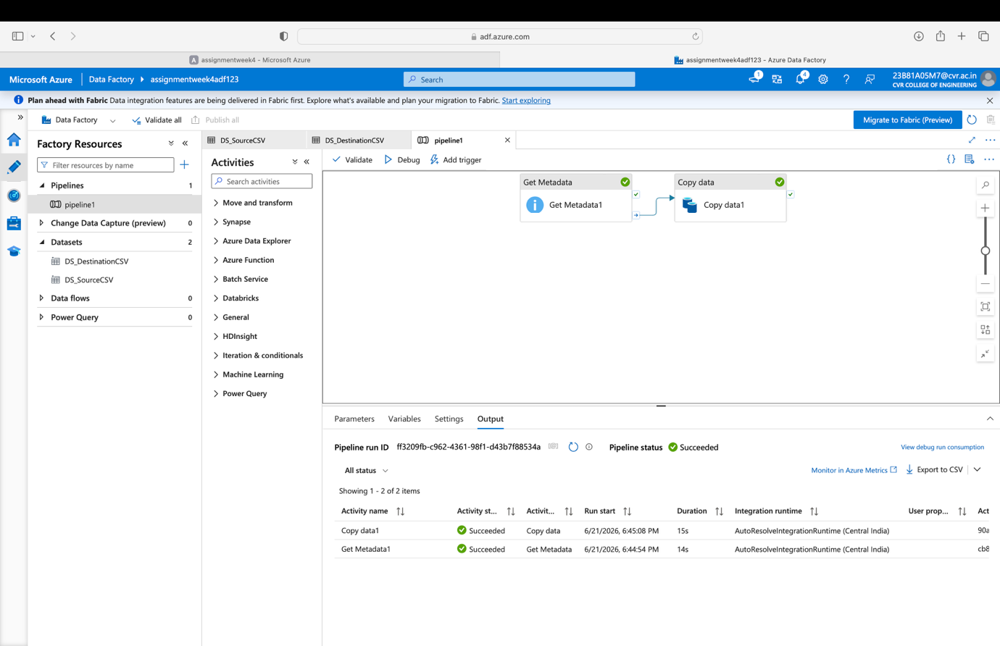 adf.azure.com
A assignmentweek4 - Microsoft Azure
assignmentweek4adf123 - Azure Data Factory
Microsoft Azure
Data Factory
assignmentweek4adf123
Search
1
4
23B81A05M7@cvr.ac.in
CVR COLLEGE OF ENGINEERING
Plan ahead with Fabric Data integration features are being delivered in Fabric first. Explore what's available and plan your migration to Fabric. Start exploring
Data Factory
Validate all
Publish all
Migrate to Fabric (Preview)
Factory Resources
Filter resources by name
Pipelines 1
pipeline1
Change Data Capture (preview) 0
Datasets 2
DS_DestinationCSV
DS_SourceCSV
Data flows 0
Power Query 0
DS_SourceCSV
DS_DestinationCSV
pipeline1
Activities
Search activities
Move and transform
Synapse
Azure Data Explorer
Azure Function
Batch Service
Databricks
General
HDInsight
Iteration & conditionals
Machine Learning
Power Query
Validate
Debug
Add trigger
Get Metadata
Get Metadata1
Copy data
Copy data1
Parameters
Variables
Settings
Output
Pipeline run ID ff3209fb-c962-4361-98f1-d43b7f88534a
Pipeline status Succeeded
View debug run consumption
All status
Monitor in Azure Metrics
Export to CSV
Showing 1 - 2 of 2 items
Activity name Activity st... Activit... Run start Duration Integration runtime User prop... Act
Copy data1 Succeeded Copy data 6/21/2026, 6:45:08 PM 15s AutoResolveIntegrationRuntime (Central India) 90a
Get Metadata1 Succeeded Get Metadata 6/21/2026, 6:44:54 PM 14s AutoResolveIntegrationRuntime (Central India) cb8